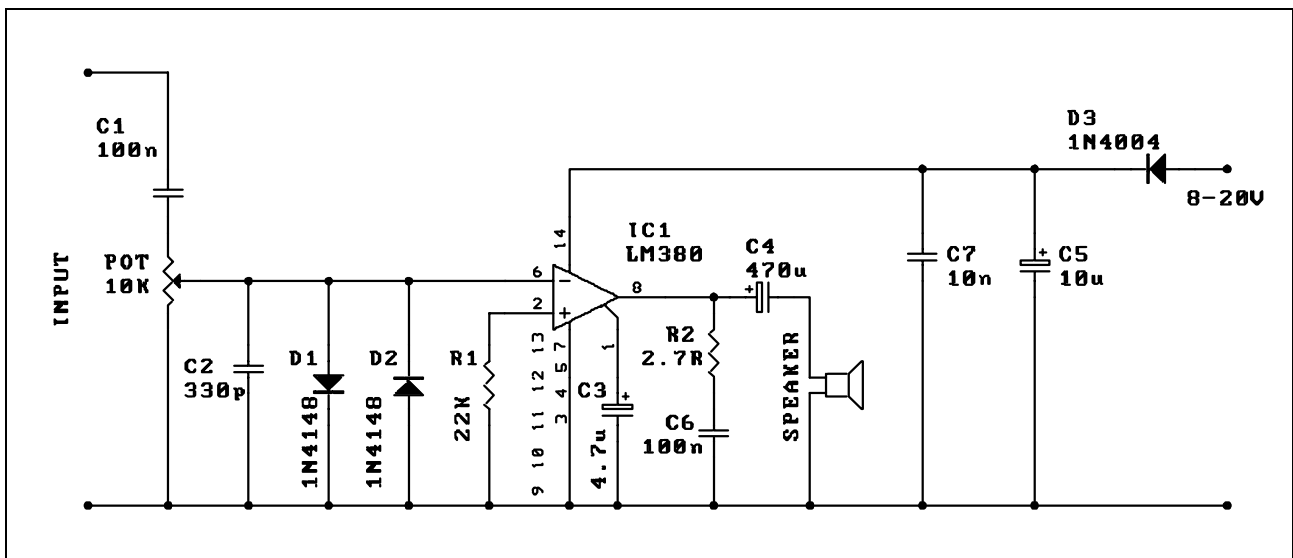 C1
100n
INPUT
POT
10K
C2
330p
D1
1N4148
D2
1N4148
R1
22K
6
2
14
IC1
LM380
8
13 7
12 4 5
11 3
9 10
1
C3
4.7u
C4
470u
R2
2.7R
C6
100n
SPEAKER
C7
10n
C5
10u
D3
1N4004
8-20V